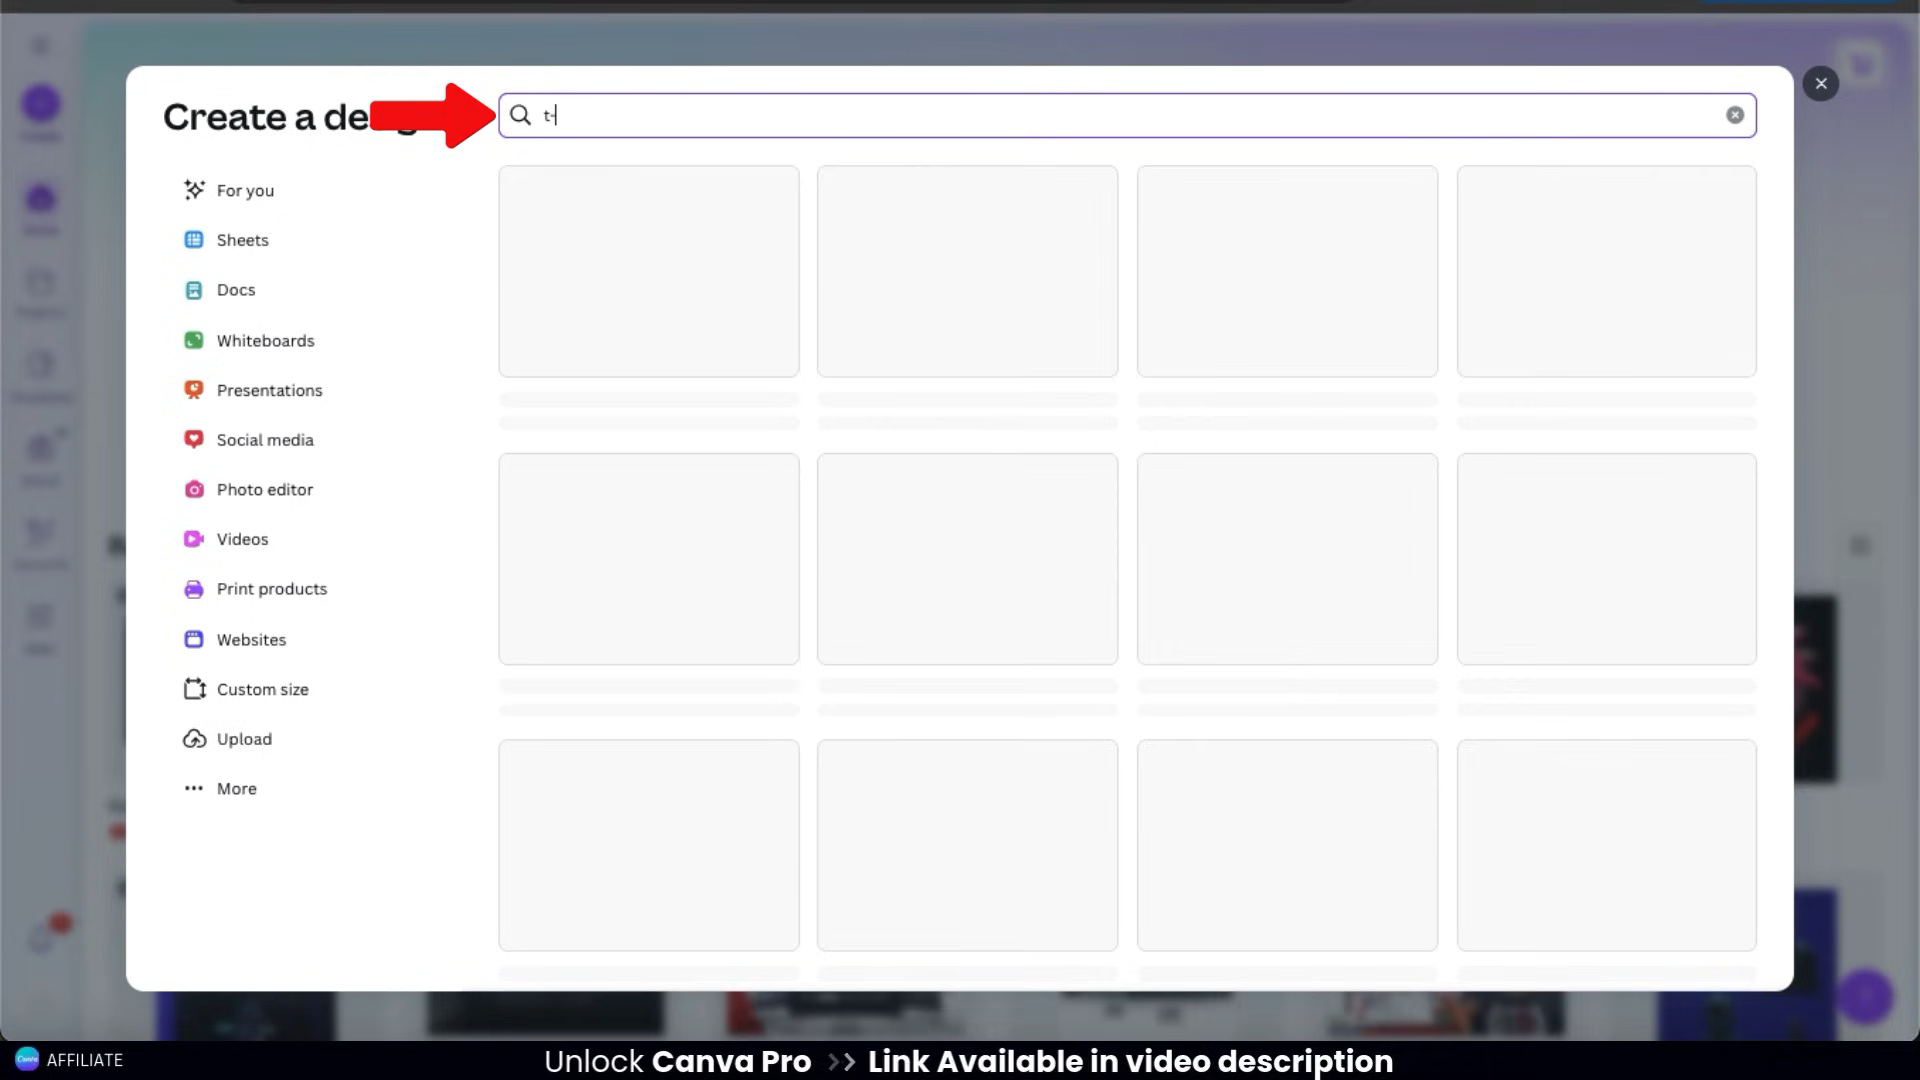 Create a de
t-
For you
Sheets
Docs
Whiteboards
Presentations
Social media
Photo editor
Videos
Print products
Websites
Custom size
Upload
More
Canva AFFILIATE
Unlock Canva Pro >> Link Available in video description